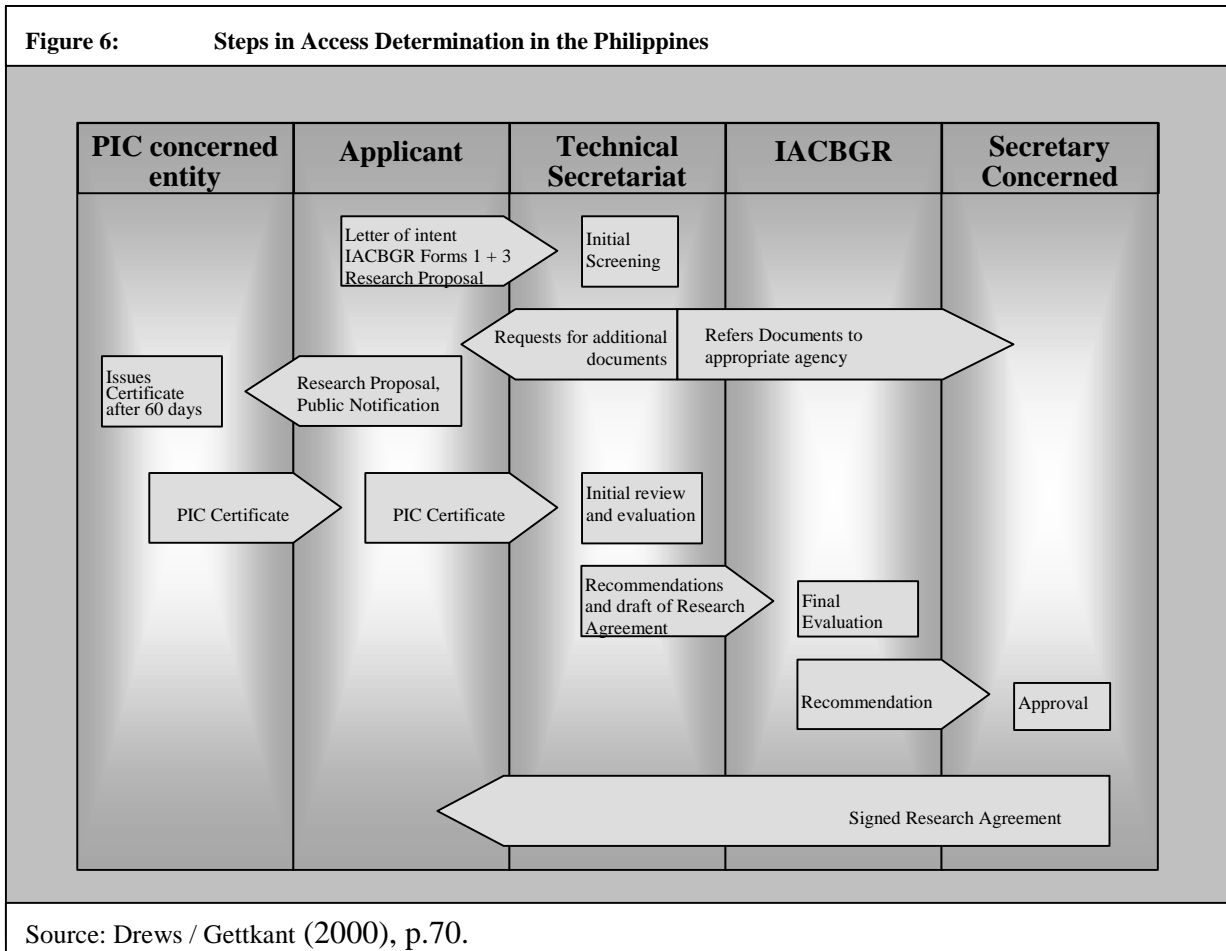 Figure 6: Steps in Access Determination in the Philippines
PIC concerned
entity
Applicant
Technical
Secretariat
IACBGR
Secretary
Concerned
Letter of intent
IACBGR Forms 1 + 3
Research Proposal
Initial
Screening
Requests for additional
documents
Refers Documents to
appropriate agency
Issues
Certificate
after 60 days
Research Proposal,
Public Notification
PIC Certificate
PIC Certificate
Initial review
and evaluation
Recommendations
and draft of Research
Agreement
Final
Evaluation
Recommendation
Approval
Signed Research Agreement
Source: Drews / Gettkant (2000), p.70.